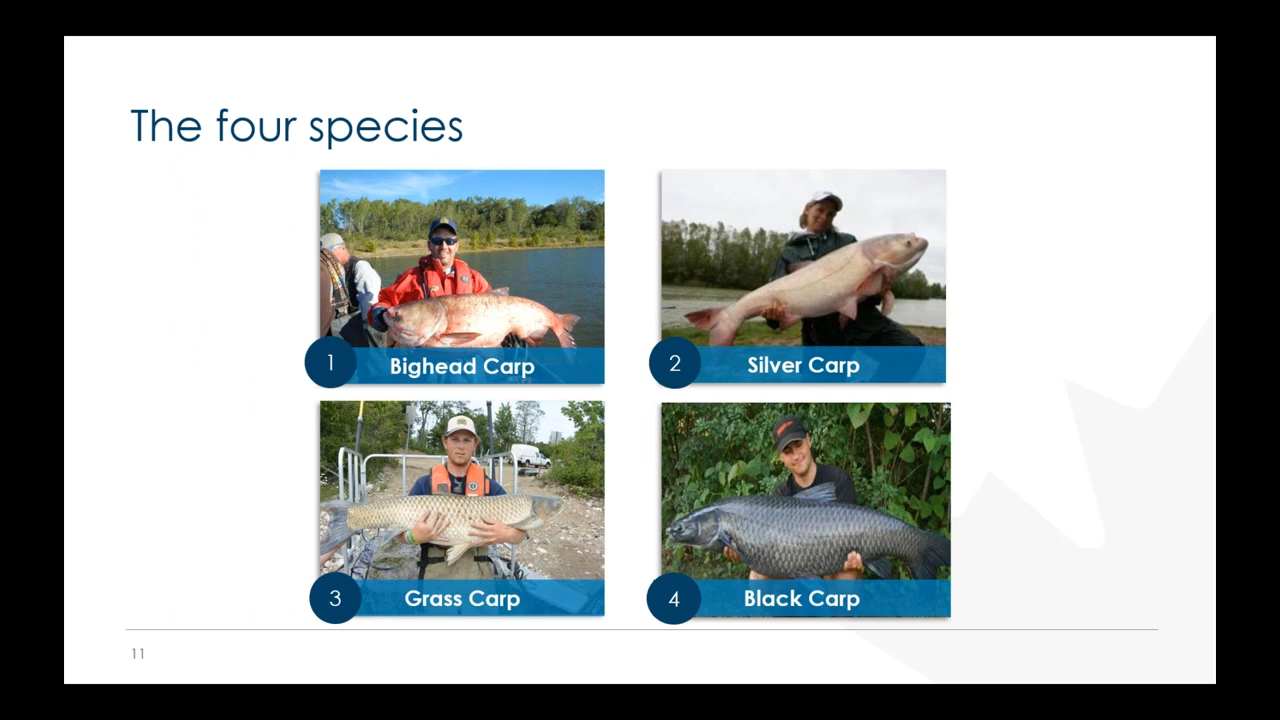 The four species
1
Bighead Carp
2
Silver Carp
3
Grass Carp
4
Black Carp
11